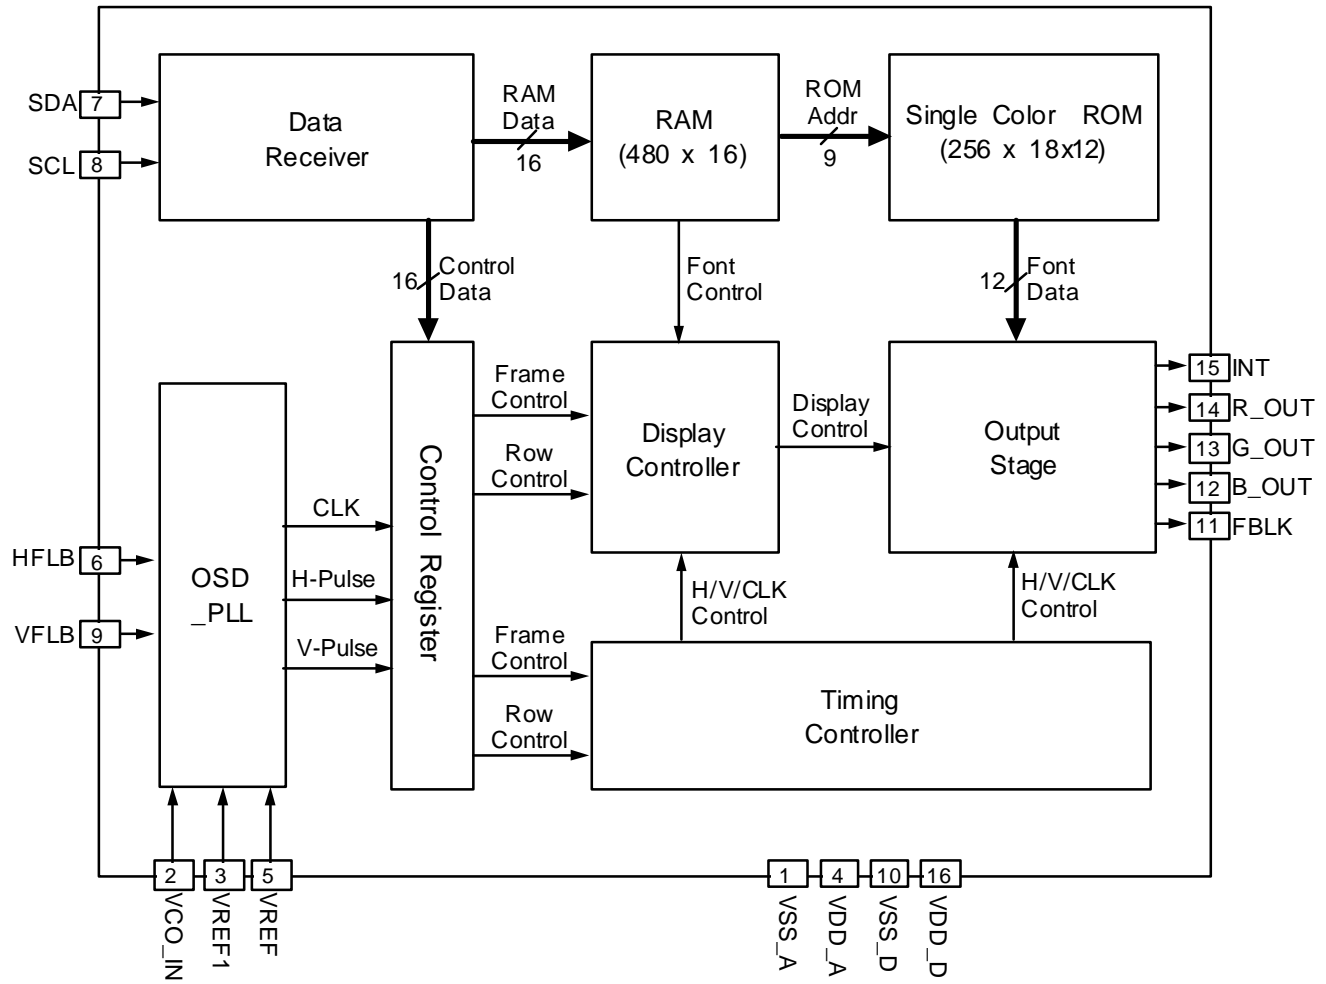 SDA
7
SCL
8
Data
Receiver
RAM
Data
16
RAM
(480 x 16)
ROM
Addr
9
Single Color ROM
(256 x 18x12)
16
Control
Data
Font
Control
12
Font
Data
HFLB
6
VFLB
9
OSD
_PLL
CLK
H-Pulse
V-Pulse
Control Register
Frame
Control
Row
Control
Frame
Control
Row
Control
Display
Controller
Display
Control
Output
Stage
15
INT
14
R_OUT
13
G_OUT
12
B_OUT
11
FBLK
H/V/CLK
Control
H/V/CLK
Control
Timing
Controller
2
3
5
1
4
10
16
VCO_IN
VREF1
VREF
VSS_A
VDD_A
VSS_D
VDD_D